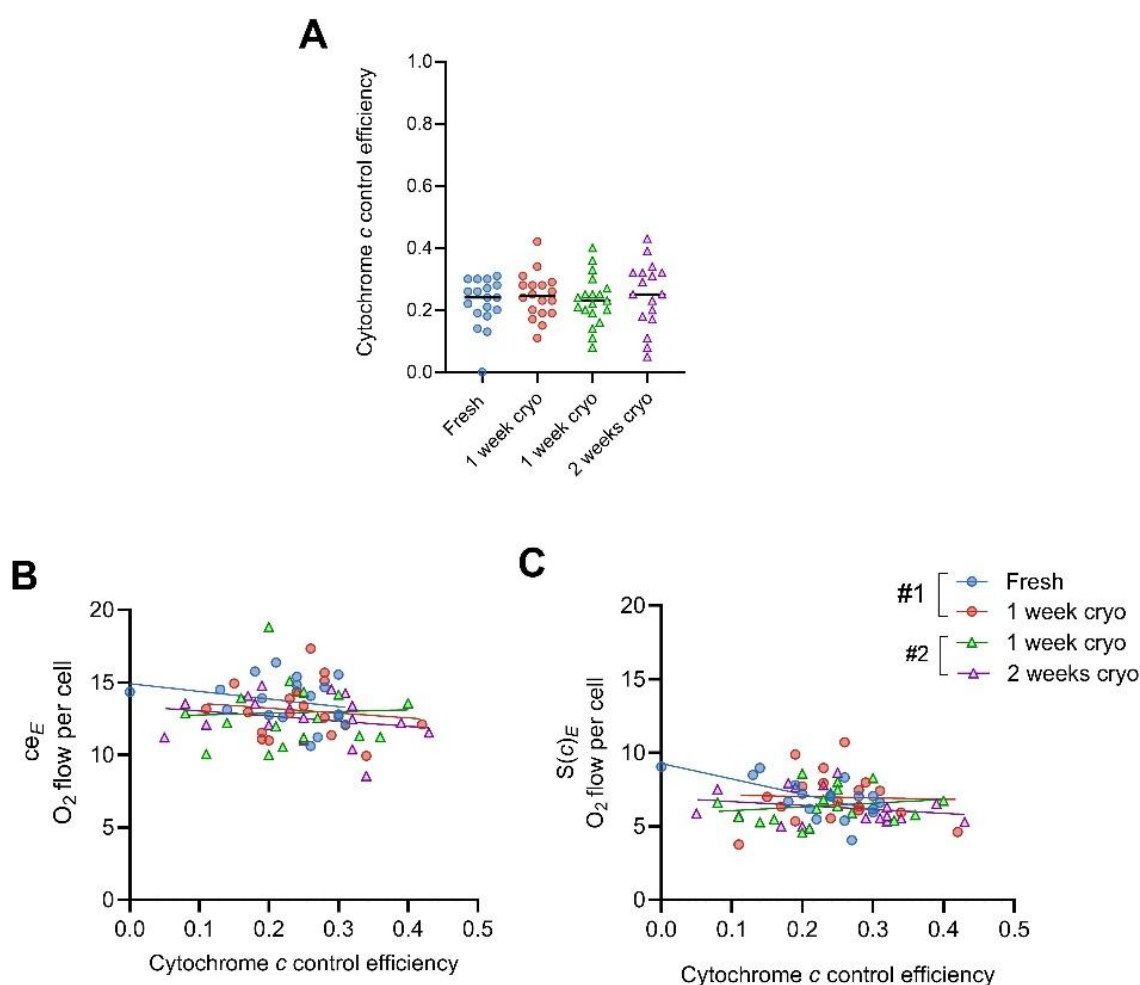 A
Cytochrome c control efficiency
1.0
0.8
0.6
0.4
0.2
0.0
Fresh
1 week cryo
1 week cryo
2 weeks cryo
B
ceE
O2 flow per cell
20
15
10
5
0
0.0 0.1 0.2 0.3 0.4 0.5
Cytochrome c control efficiency
C
S(c)E
O2 flow per cell
20
15
10
5
0
0.0 0.1 0.2 0.3 0.4 0.5
Cytochrome c control efficiency
#1
Fresh
1 week cryo
#2
1 week cryo
2 weeks cryo